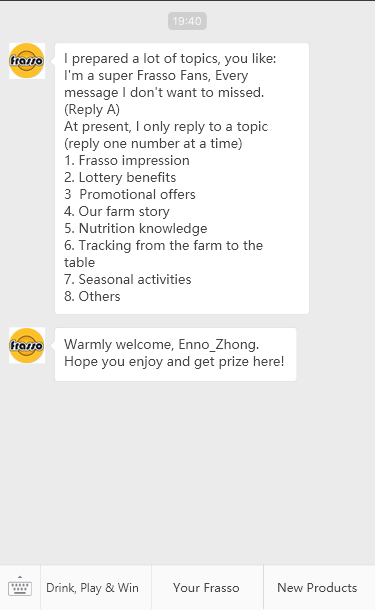 19:40
frasso
I prepared a lot of topics, you like:
I'm a super Frasso Fans, Every
message I don't want to missed.
(Reply A)
At present, I only reply to a topic
(reply one number at a time)
1. Frasso impression
2. Lottery benefits
3  Promotional offers
4. Our farm story
5. Nutrition knowledge
6. Tracking from the farm to the
table
7. Seasonal activities
8. Others
frasso
Warmly welcome, Enno_Zhong.
Hope you enjoy and get prize here!
Drink, Play & Win
Your Frasso
New Products